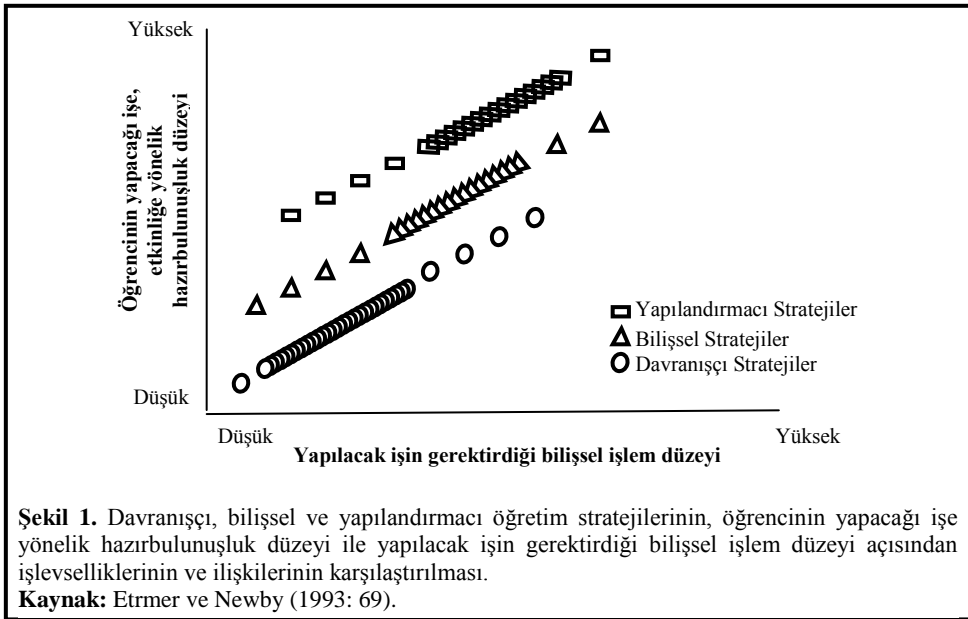 Yüksek
Öğrencinin yapacağı işe,
etkinliğe yönelik
hazırbulunuşluk düzeyi
Yapılandırmacı Stratejiler
Bilişsel Stratejiler
Davranışçı Stratejiler
Düşük
Düşük
Yüksek
Yapılacak işin gerektirdiği bilişsel işlem düzeyi
Şekil 1. Davranışçı, bilişsel ve yapılandırmacı öğretim stratejilerinin, öğrencinin yapacağı işe
yönelik hazırbulunuşluk düzeyi ile yapılacak işin gerektirdiği bilişsel işlem düzeyi açısından
işlevselliklerinin ve ilişkilerinin karşılaştırılması.
Kaynak: Etrmer ve Newby (1993: 69).